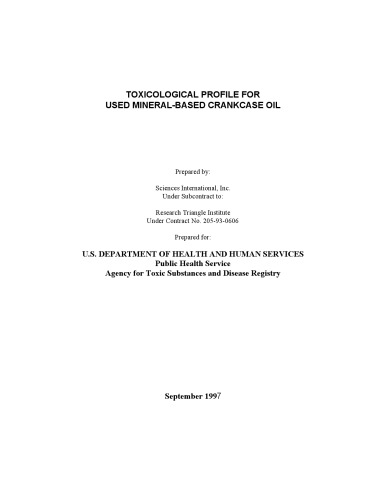 TOXICOLOGICAL PROFILE FOR
USED MINERAL-BASED CRANKCASE OIL
Prepared by:
Sciences International, Inc.
Under Subcontract to:
Research Triangle Institute
Under Contract No. 205-93-0606
Prepared for:
U.S. DEPARTMENT OF HEALTH AND HUMAN SERVICES
Public Health Service
Agency for Toxic Substances and Disease Registry
September 1997